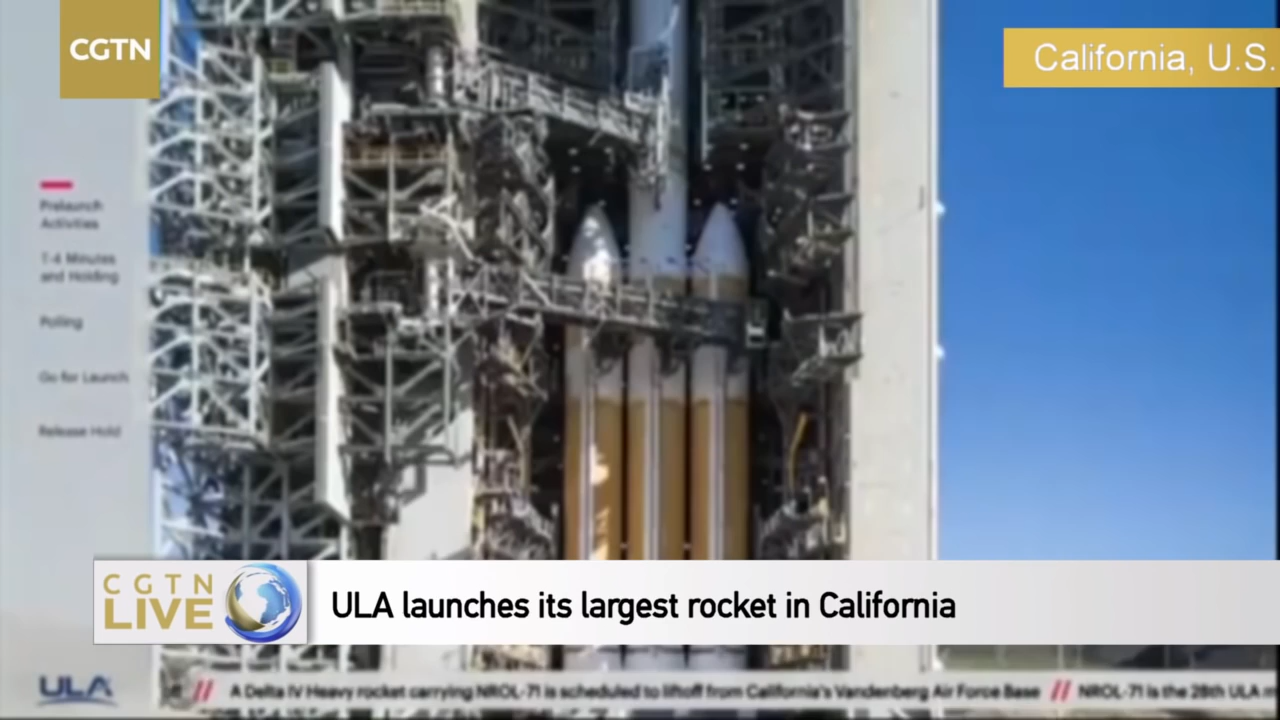 CGTN
California, U.S.
Prelaunch
Activities
T-4 Minutes
and Holding
Polling
Go for Launch
Release Hold
CGTN
LIVE
ULA launches its largest rocket in California
ULA
// A Delta IV Heavy rocket carrying NROL-71 is scheduled to liftoff from California's Vandenberg Air Force Base // NROL-71 is the 28th ULA